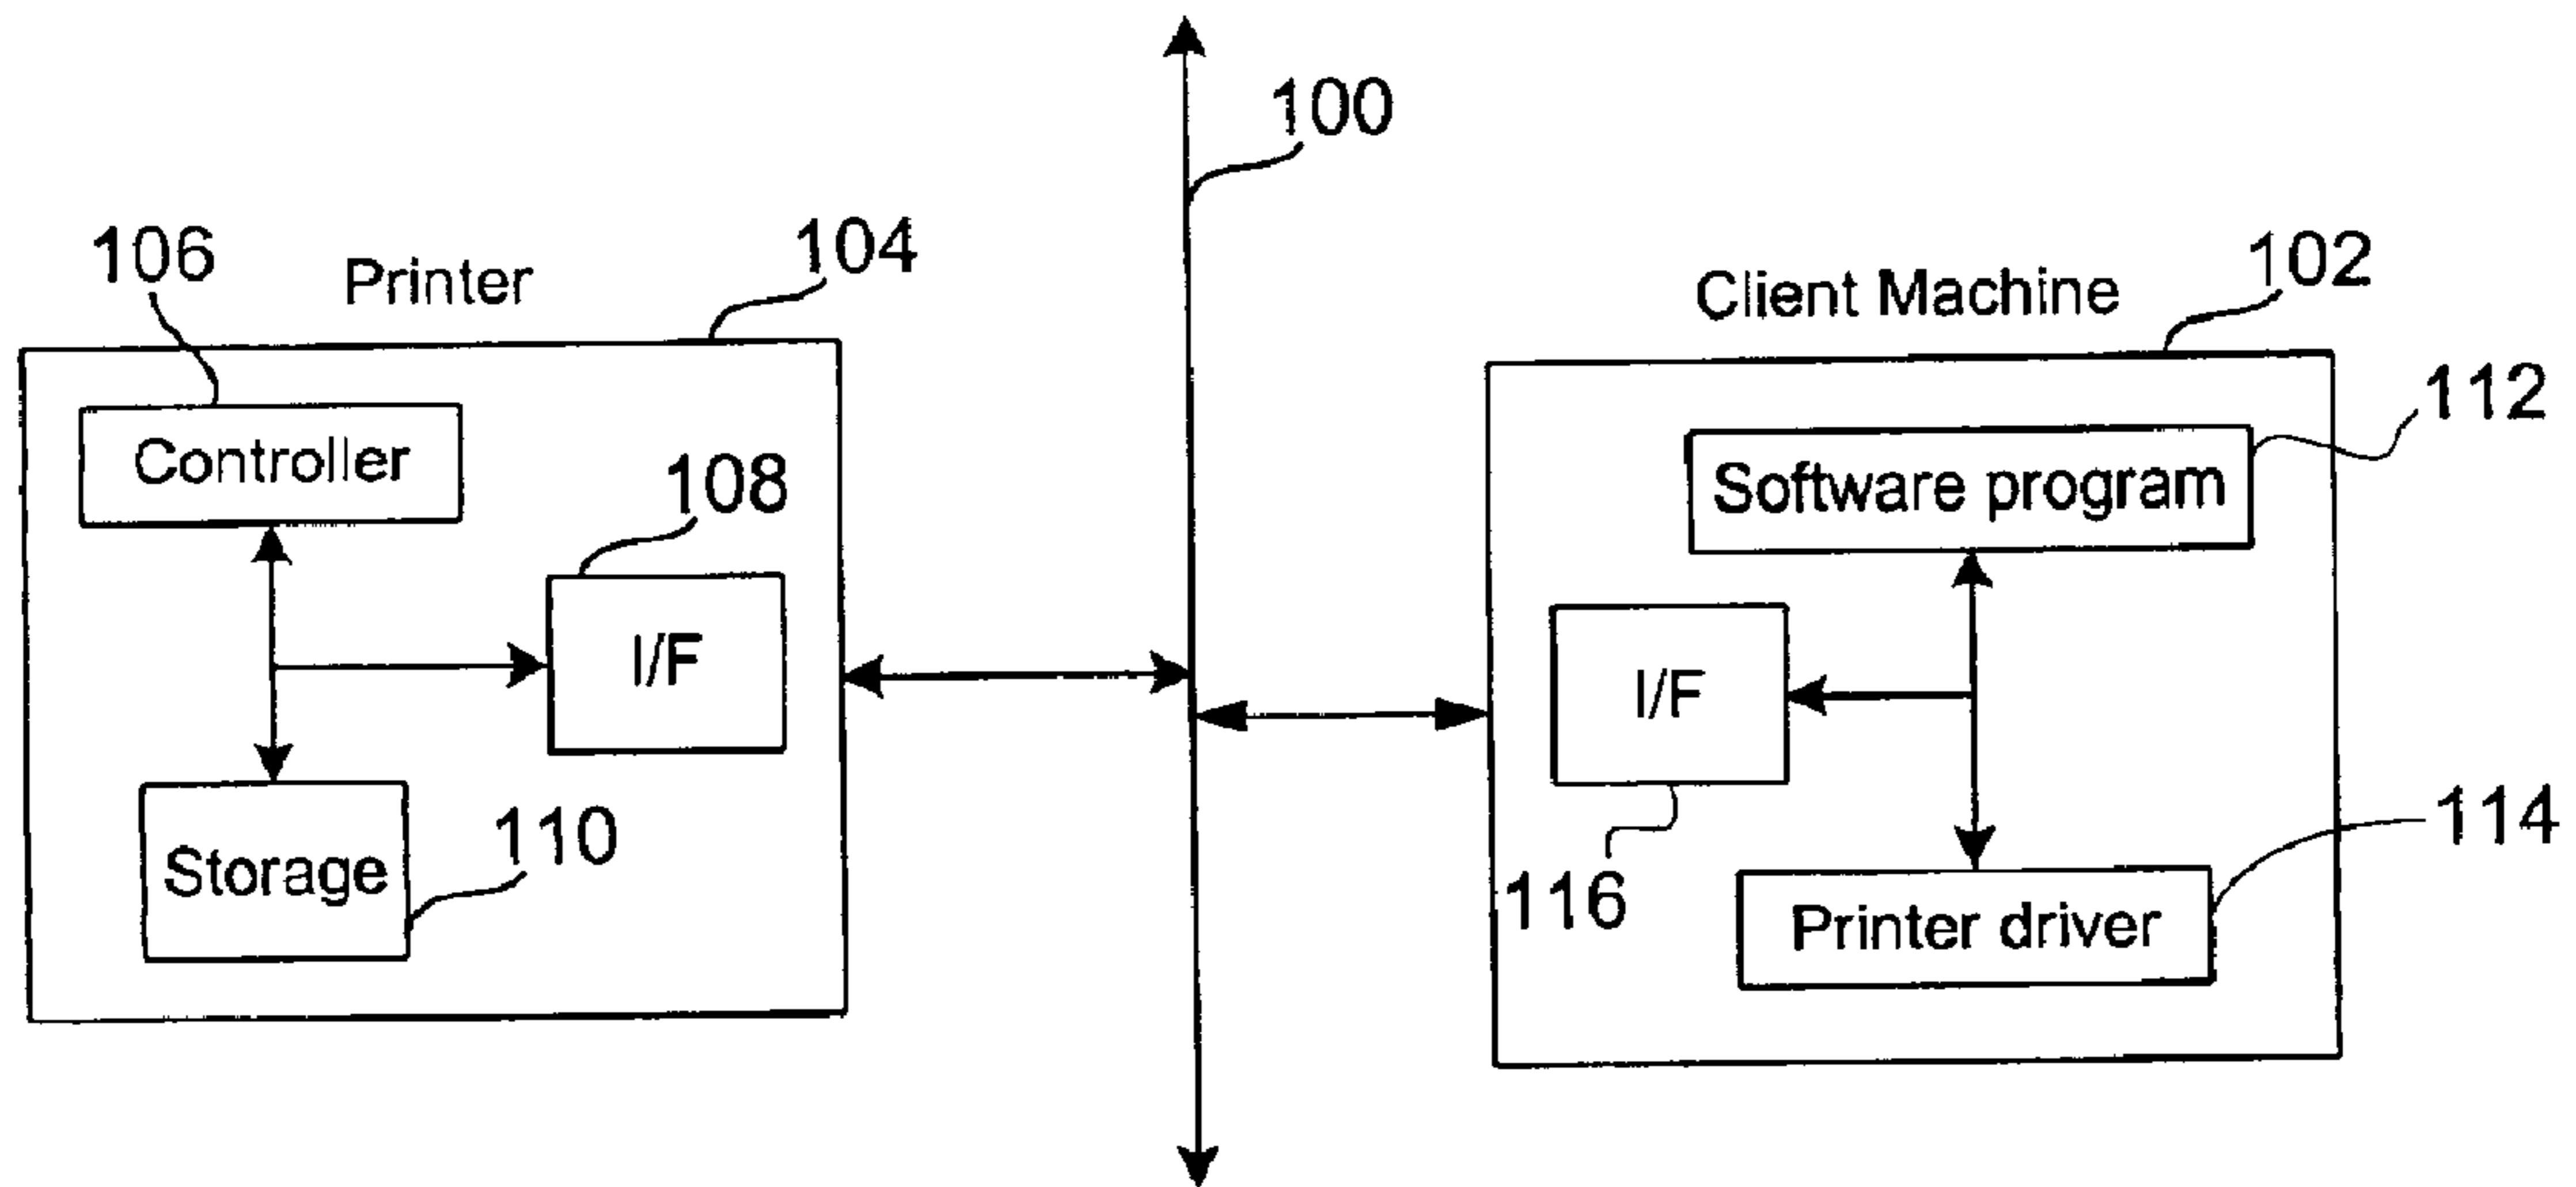 100
106
Printer
104
Client Machine
102
112
Controller
108
Software program
I/F
I/F
Storage
110
116
114
Printer driver